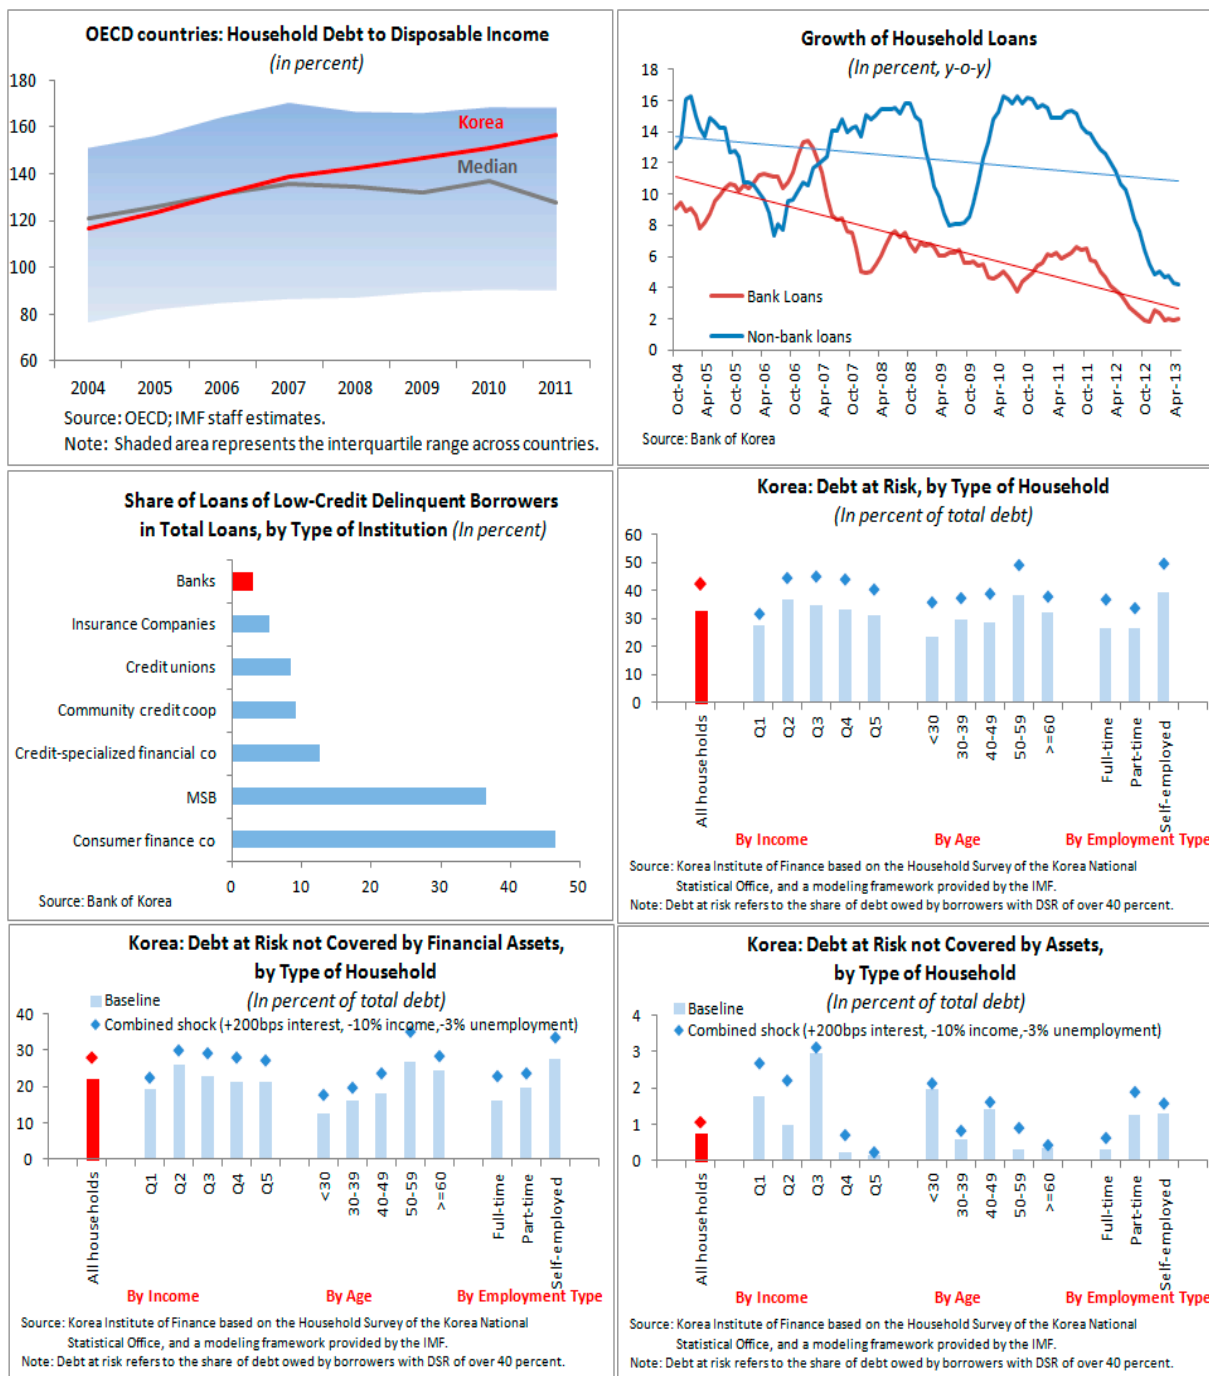 OECD countries: Household Debt to Disposable Income
(in percent)
180
160
140
120
100
80
60
Korea
Median
2004 2005 2006 2007 2008 2009 2010 2011
Source: OECD; IMF staff estimates.
Note: Shaded area represents the interquartile range across countries.
Growth of Household Loans
(In percent, y-o-y)
18
16
14
12
10
8
6
4
2
0
Bank Loans
Non-bank loans
Oct-04
Apr-05
Oct-05
Apr-06
Oct-06
Apr-07
Oct-07
Apr-08
Oct-08
Apr-09
Oct-09
Apr-10
Oct-10
Apr-11
Oct-11
Apr-12
Oct-12
Apr-13
Source: Bank of Korea
Share of Loans of Low-Credit Delinquent Borrowers
in Total Loans, by Type of Institution (In percent)
Banks
Insurance Companies
Credit unions
Community credit coop
Credit-specialized financial co
MSB
Consumer finance co
0 10 20 30 40 50
Source: Bank of Korea
Korea: Debt at Risk, by Type of Household
(In percent of total debt)
60
50
40
30
20
10
0
All households
Q1
Q2
Q3
Q4
Q5
<30
30-39
40-49
50-59
>=60
Full-time
Part-time
Self-employed
By Income By Age By Employment Type
Source: Korea Institute of Finance based on the Household Survey of the Korea National
Statistical Office, and a modeling framework provided by the IMF.
Note: Debt at risk refers to the share of debt owed by borrowers with DSR of over 40 percent.
Korea: Debt at Risk not Covered by Financial Assets,
by Type of Household
(In percent of total debt)
Baseline
Combined shock (+200bps interest, -10% income,-3% unemployment)
40
30
20
10
0
All households
Q1
Q2
Q3
Q4
Q5
<30
30-39
40-49
50-59
>=60
Full-time
Part-time
Self-employed
By Income By Age By Employment Type
Source: Korea Institute of Finance based on the Household Survey of the Korea National
Statistical Office, and a modeling framework provided by the IMF.
Note: Debt at risk refers to the share of debt owed by borrowers with DSR of over 40 percent.
Korea: Debt at Risk not Covered by Assets,
by Type of Household
(In percent of total debt)
Baseline
Combined shock (+200bps interest, -10% income,-3% unemployment)
4
3
2
1
0
All households
Q1
Q2
Q3
Q4
Q5
<30
30-39
40-49
50-59
>=60
Full-time
Part-time
Self-employed
By Income By Age By Employment Type
Source: Korea Institute of Finance based on the Household Survey of the Korea National
Statistical Office, and a modeling framework provided by the IMF.
Note: Debt at risk refers to the share of debt owed by borrowers with DSR of over 40 percent.